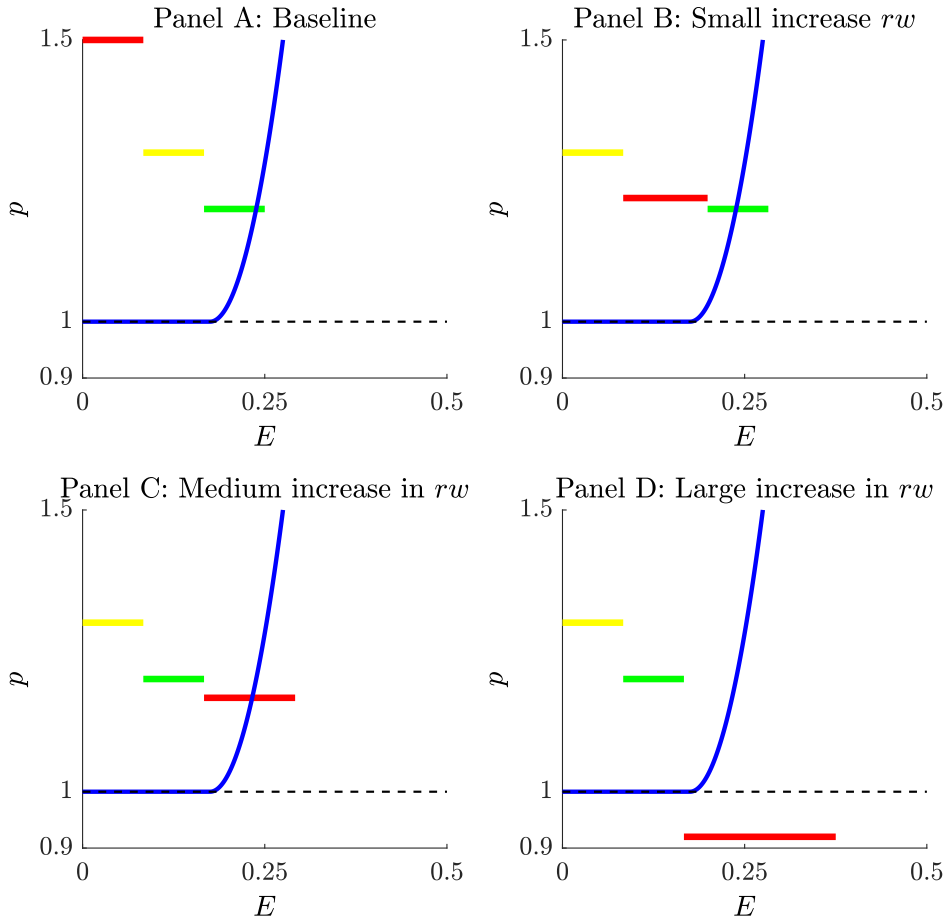 Panel A: Baseline
1.5
p
1
0.9
0
0.25
0.5
E
Panel B: Small increase rw
1.5
p
1
0.9
0
0.25
0.5
E
Panel C: Medium increase in rw
1.5
p
1
0.9
0
0.25
0.5
E
Panel D: Large increase in rw
1.5
p
1
0.9
0
0.25
0.5
E